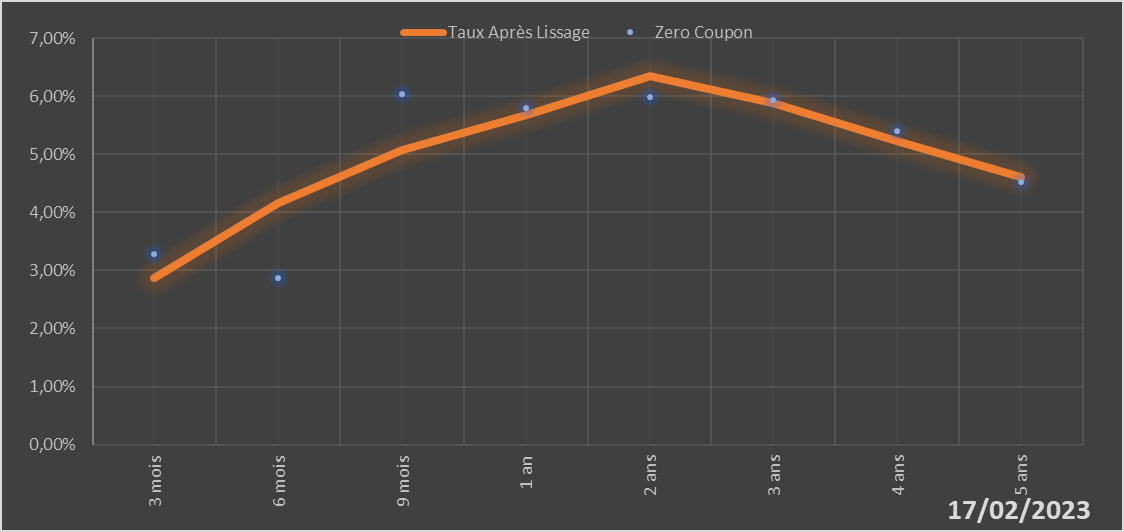 Taux Après Lissage Zero Coupon
7,00%
6,00%
5,00%
4,00%
3,00%
2,00%
1,00%
0,00%
3 mois
6 mois
9 mois
1 an
2 ans
3 ans
4 ans
5 ans
17/02/2023